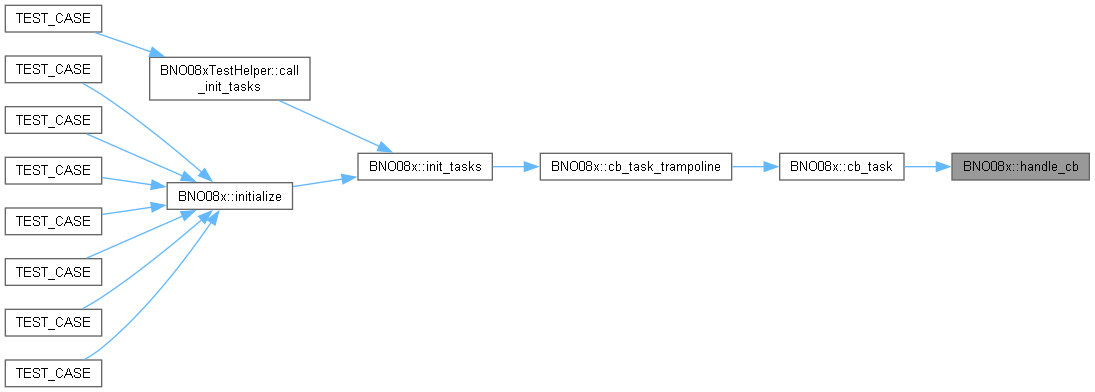 TEST_CASE
BNO08xTestHelper::call
_init_tasks
TEST_CASE
TEST_CASE
TEST_CASE
TEST_CASE
TEST_CASE
TEST_CASE
TEST_CASE
BNO08x::initialize
BNO08x::init_tasks
BNO08x::cb_task_trampoline
BNO08x::cb_task
BNO08x::handle_cb